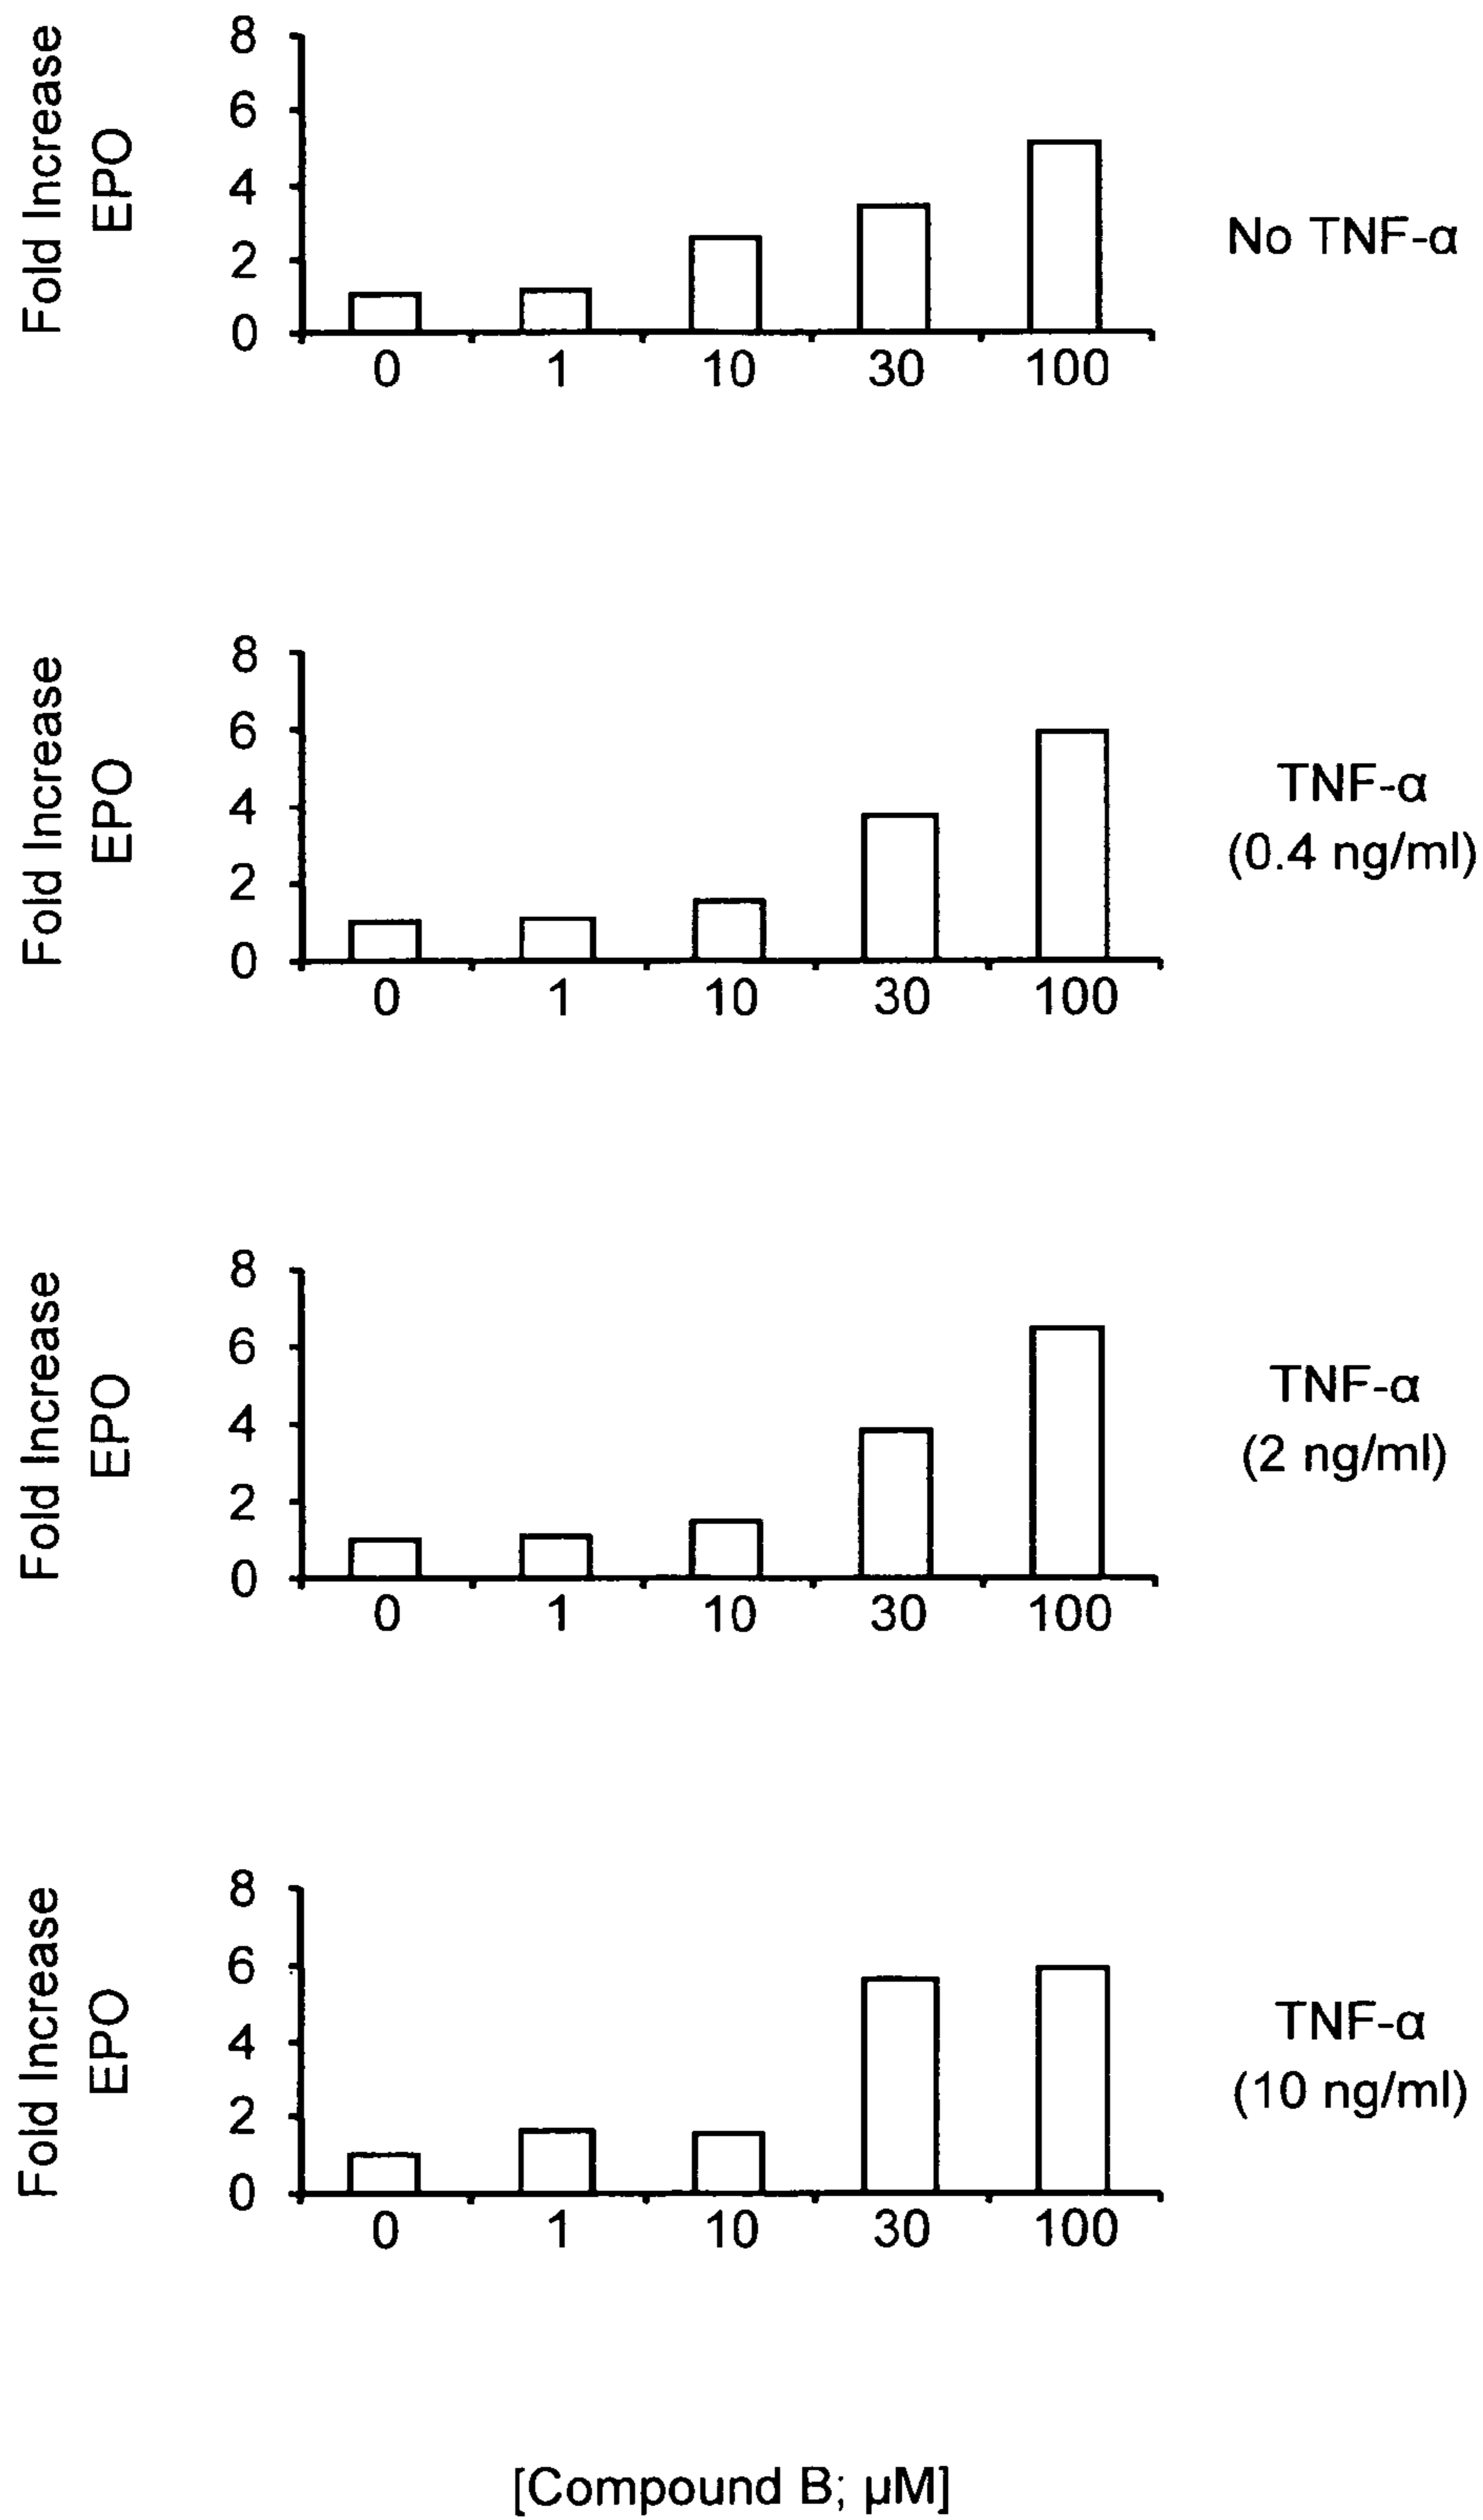 Fold Increase
EPO
8
6
4
2
0
0 1 10 30 100
No TNF-α
Fold Increase
EPO
8
6
4
2
0
0 1 10 30 100
TNF-α
(0.4 ng/ml)
Fold Increase
EPO
8
6
4
2
0
0 1 10 30 100
TNF-α
(2 ng/ml)
Fold Increase
EPO
8
6
4
2
0
0 1 10 30 100
TNF-α
(10 ng/ml)
[Compound B; µM]